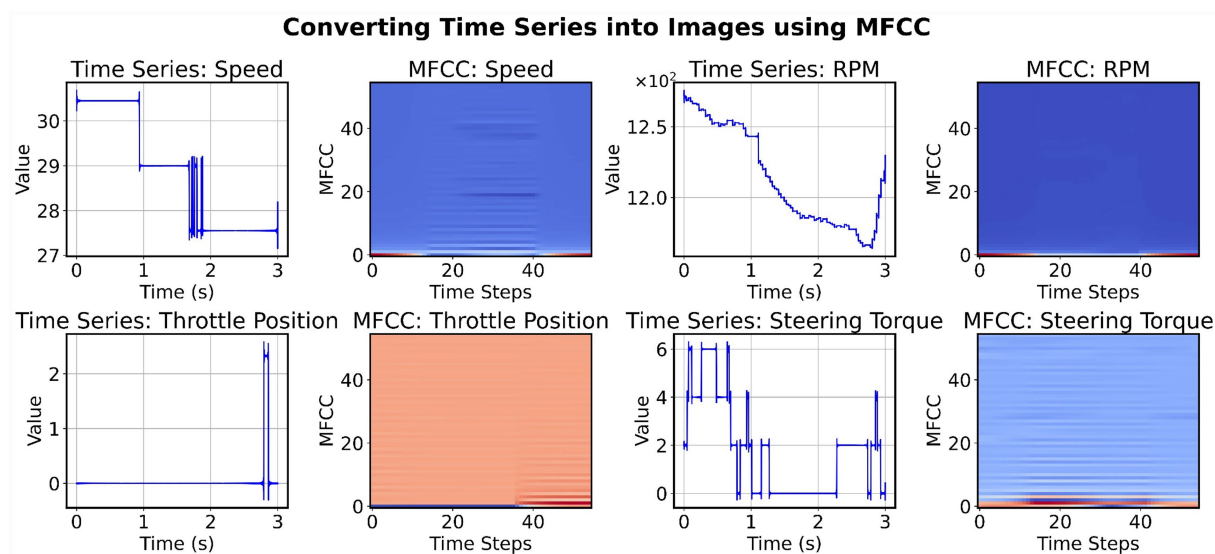 Converting Time Series into Images using MFCC
Time Series: Speed
Value
30
29
28
27
0 1 2 3
Time (s)
MFCC: Speed
MFCC
40
20
0
0 20 40
Time Steps
Time Series: RPM
×10²
Value
12.5
12.0
0 1 2 3
Time (s)
MFCC: RPM
MFCC
40
20
0
0 20 40
Time Steps
Time Series: Throttle Position
Value
2
1
0
0 1 2 3
Time (s)
MFCC: Throttle Position
MFCC
40
20
0
0 20 40
Time Steps
Time Series: Steering Torque
Value
6
4
2
0
0 1 2 3
Time (s)
MFCC: Steering Torque
MFCC
40
20
0
0 20 40
Time Steps